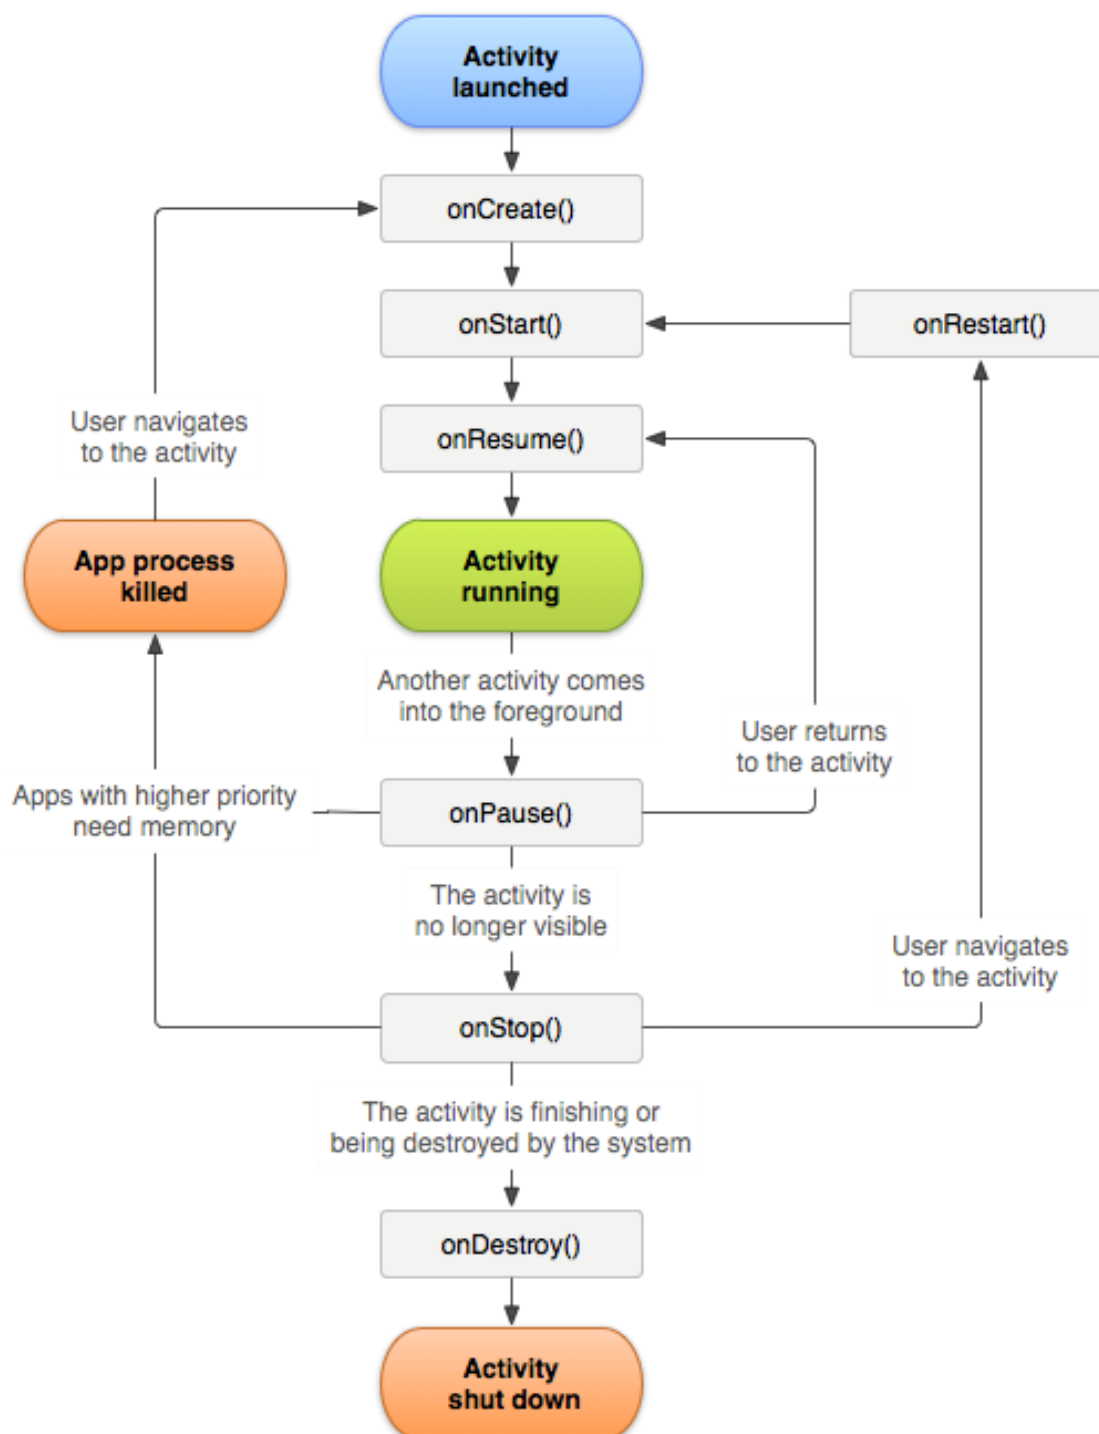 Activity
launched
onCreate()
onStart()
onRestart()
User navigates
to the activity
onResume()
App process
killed
Activity
running
Another activity comes
into the foreground
User returns
to the activity
Apps with higher priority
need memory
onPause()
The activity is
no longer visible
User navigates
to the activity
onStop()
The activity is finishing or
being destroyed by the system
onDestroy()
Activity
shut down